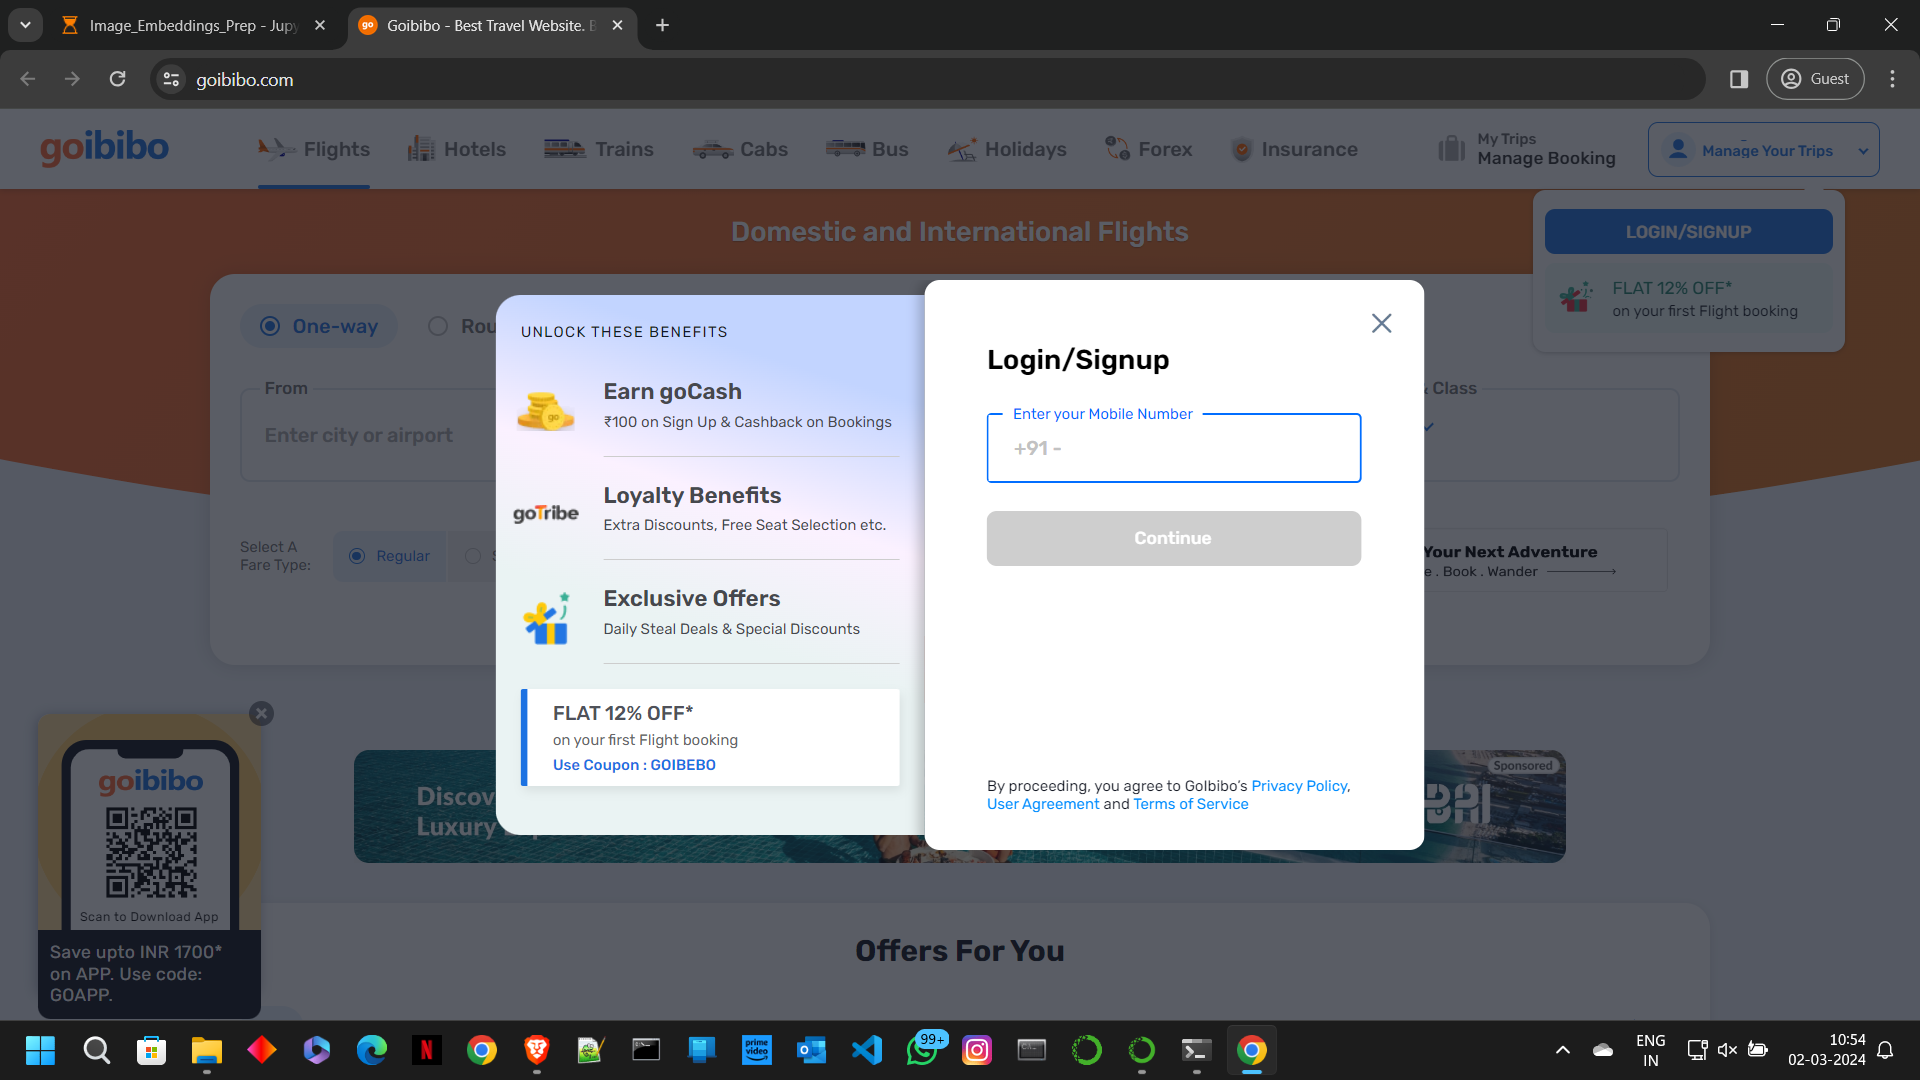 Image_Embeddings_Prep - Jupy
Goibibo - Best Travel Website. B
goibibo.com
Guest
goibibo
Flights
Hotels
Trains
Cabs
Bus
Holidays
Forex
Insurance
My Trips
Manage Booking
Manage Your Trips
Domestic and International Flights
LOGIN/SIGNUP
FLAT 12% OFF*
on your first Flight booking
One-way
Rou
From
Enter city or airport
& Class
Select A
Fare Type:
Regular
UNLOCK THESE BENEFITS
Earn goCash
₹100 on Sign Up & Cashback on Bookings
goTribe
Loyalty Benefits
Extra Discounts, Free Seat Selection etc.
Exclusive Offers
Daily Steal Deals & Special Discounts
FLAT 12% OFF*
on your first Flight booking
Use Coupon : GOIBEBO
Login/Signup
Enter your Mobile Number
+91 -
Continue
By proceeding, you agree to GoIbibo's Privacy Policy,
User Agreement and Terms of Service
Your Next Adventure
e . Book . Wander
Discov
Luxury
Sponsored
goibibo
Scan to Download App
Save upto INR 1700*
on APP. Use code:
GOAPP.
Offers For You
prime
video
99+
ENG
IN
10:54
02-03-2024